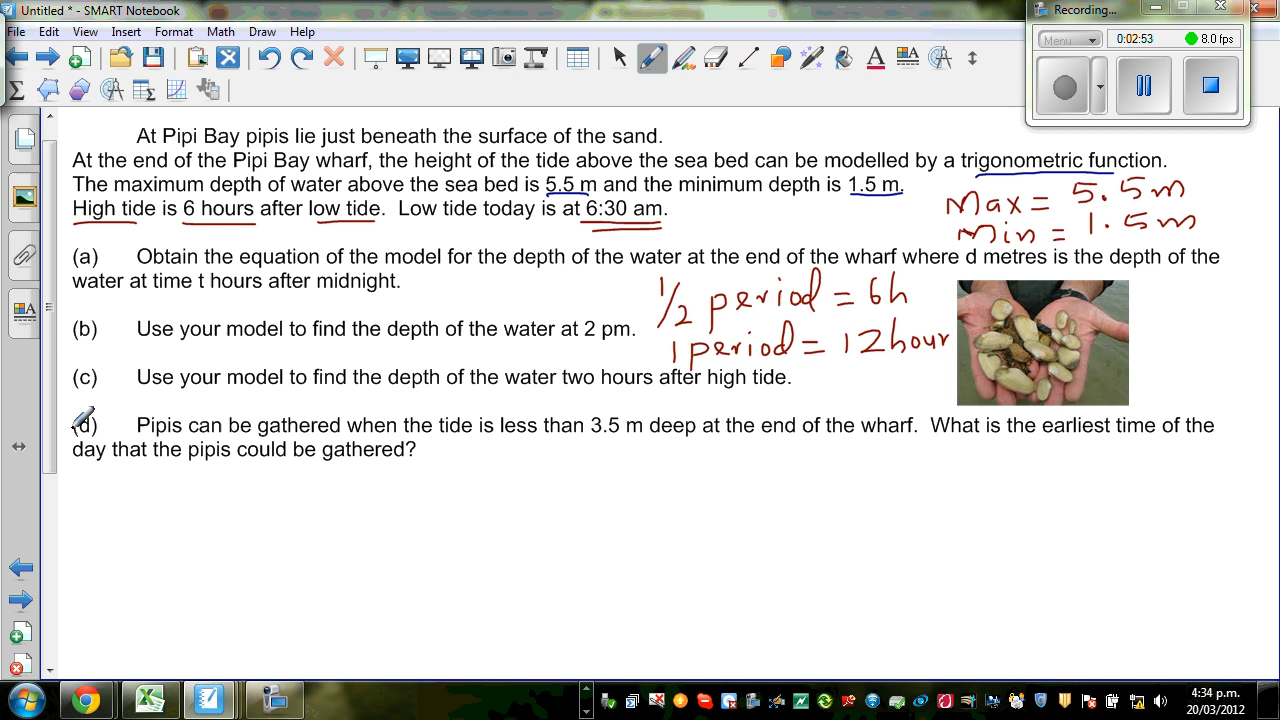 Untitled * - SMART Notebook
Recording...
File Edit View Insert Format Math Draw Help
Menu
0:02:53
8.0 fps
At Pipi Bay pipis lie just beneath the surface of the sand.
At the end of the Pipi Bay wharf, the height of the tide above the sea bed can be modelled by a trigonometric function.
The maximum depth of water above the sea bed is 5.5 m and the minimum depth is 1.5 m.
Max = 5.5m
High tide is 6 hours after low tide. Low tide today is at 6:30 am.
Min = 1.5m
(a) Obtain the equation of the model for the depth of the water at the end of the wharf where d metres is the depth of the
water at time t hours after midnight.
1/2 period = 6h
(b) Use your model to find the depth of the water at 2 pm.
1 period = 12hour
(c) Use your model to find the depth of the water two hours after high tide.
(d) Pipis can be gathered when the tide is less than 3.5 m deep at the end of the wharf. What is the earliest time of the
day that the pipis could be gathered?
4:34 p.m.
20/03/2012